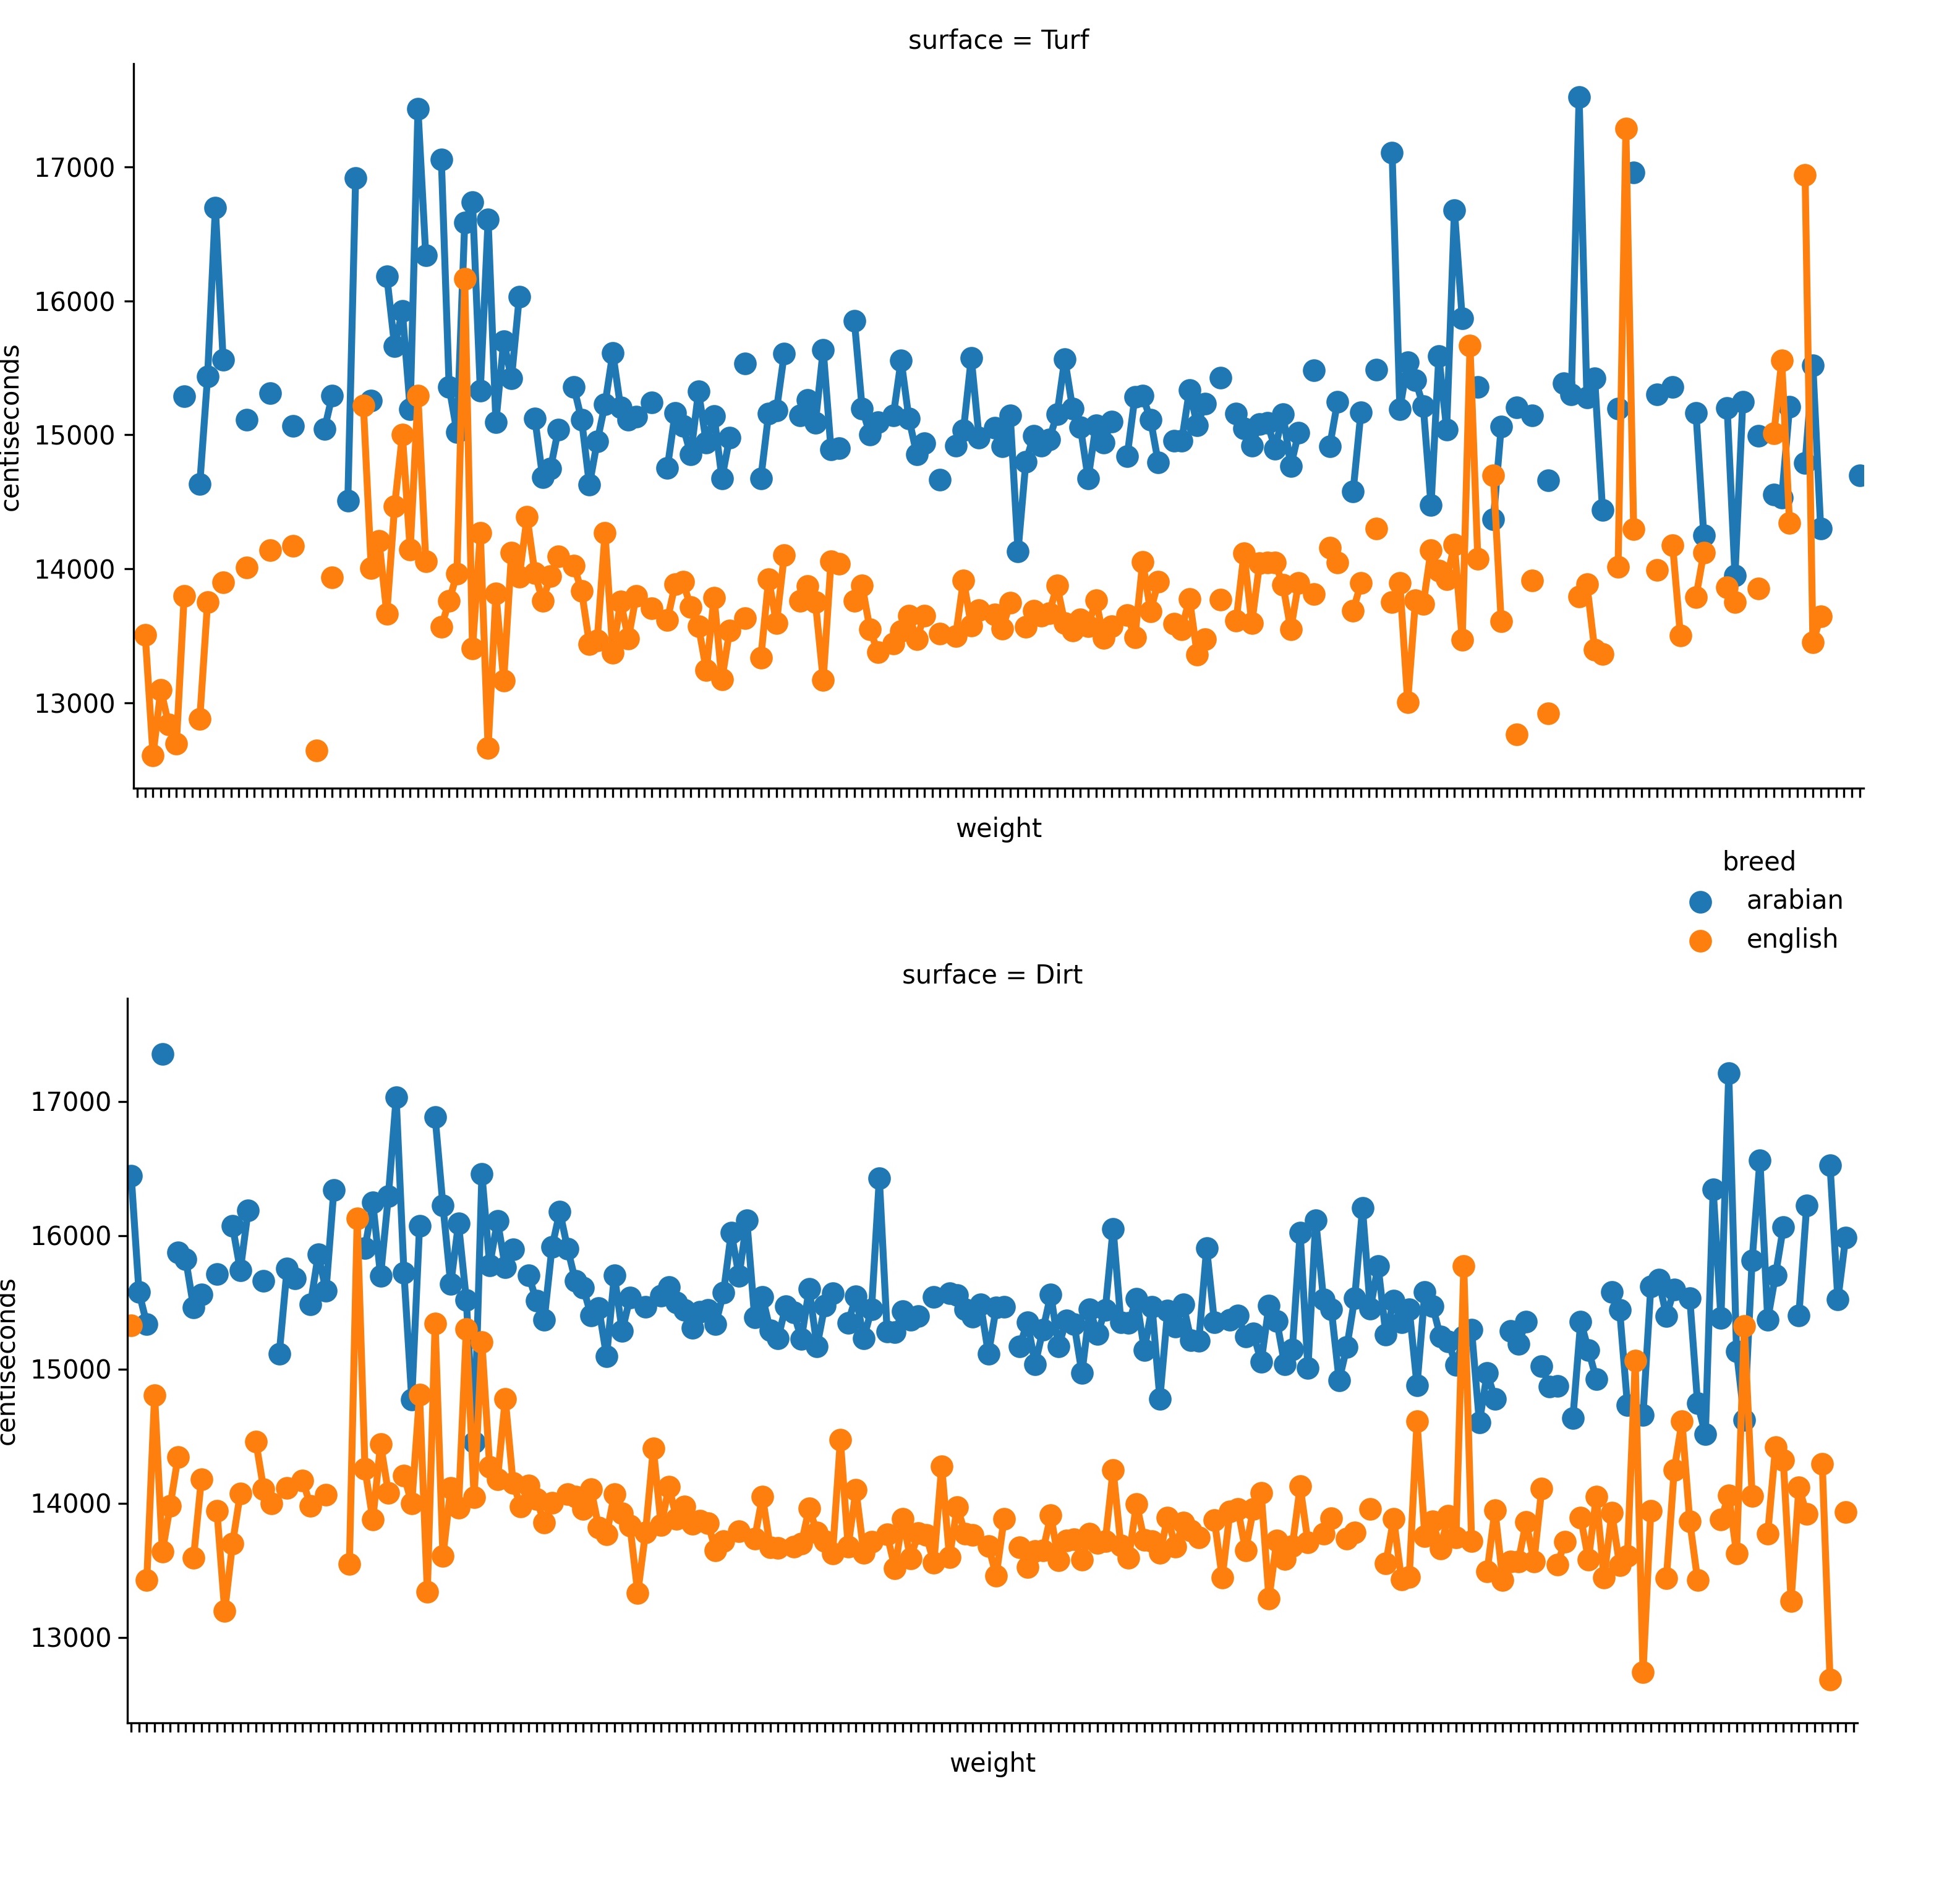 surface = Turf
17000
16000
15000
14000
13000
centiseconds
weight
breed
arabian
english
surface = Dirt
17000
16000
15000
14000
13000
centiseconds
weight